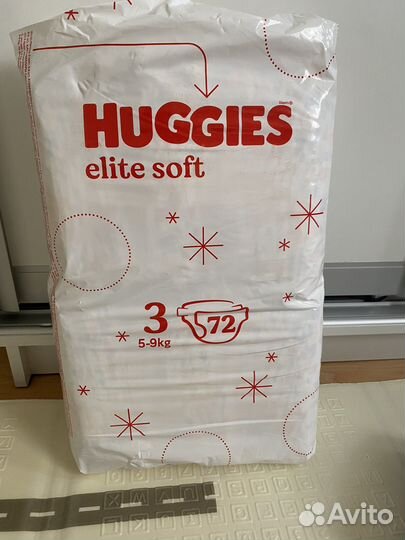 HUGGIES
elite soft
3
72
5-9kg
Avito